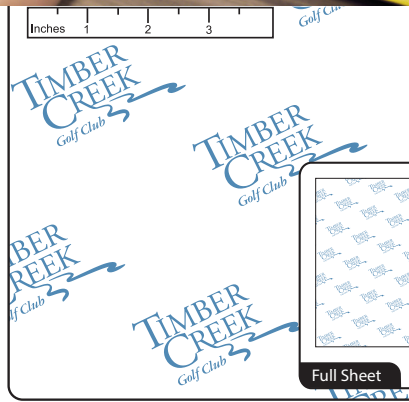 Inches 1 2 3
Golf Cl
TIMBER
CREEK
Golf Club
TIMBER
CREEK
Golf Club
BER
REEK
lf Club
TIMBER
CREEK
Golf Club
Full Sheet